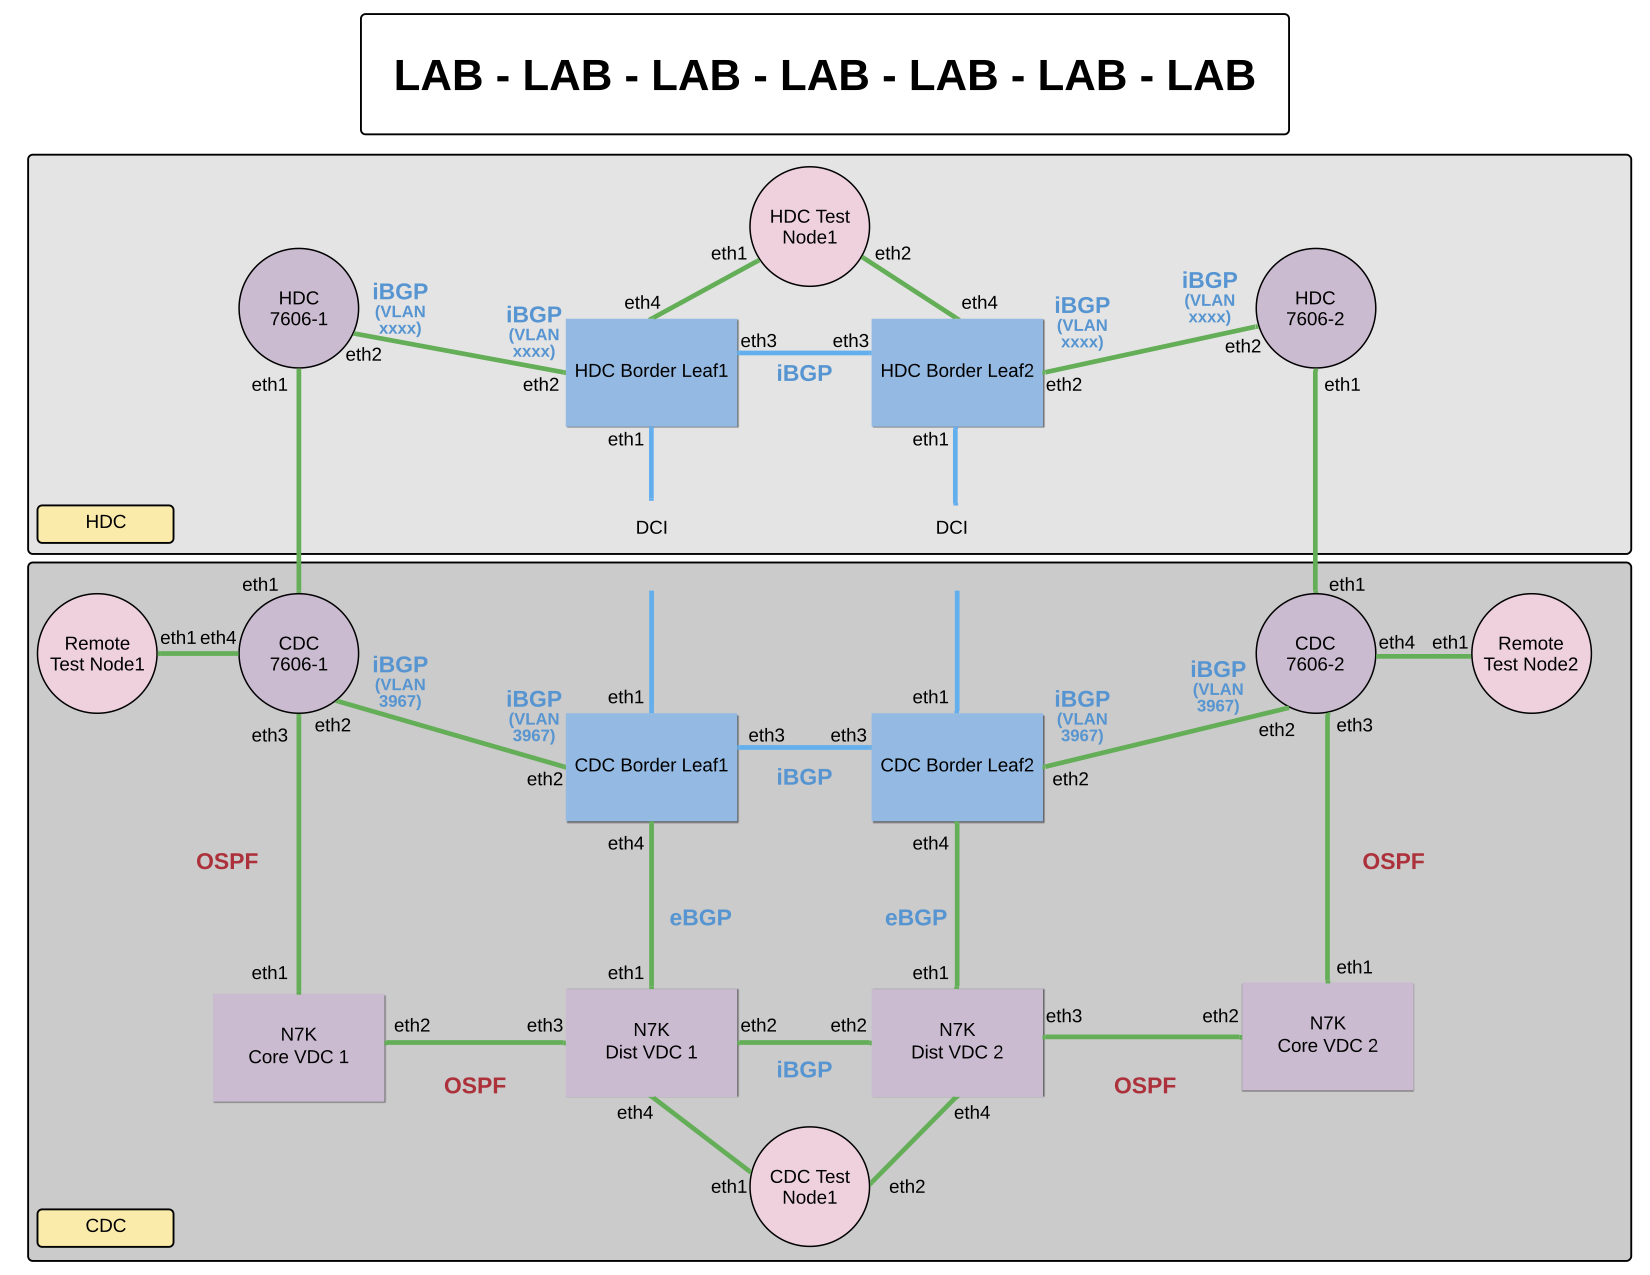 LAB - LAB - LAB - LAB - LAB - LAB - LAB
HDC Test
Node1
eth1
eth2
HDC
7606-1
iBGP
(VLAN
xxxx)
eth2
eth1
iBGP
(VLAN
xxxx)
eth2
eth4
HDC Border Leaf1
eth3
eth3
iBGP
eth4
HDC Border Leaf2
iBGP
(VLAN
xxxx)
eth2
iBGP
(VLAN
xxxx)
eth2
HDC
7606-2
eth1
eth1
eth1
DCI
DCI
HDC
eth1
eth1
Remote
Test Node1
eth1
eth4
CDC
7606-1
iBGP
(VLAN
3967)
eth3
eth2
iBGP
(VLAN
3967)
eth2
eth1
CDC Border Leaf1
eth3
eth3
iBGP
eth1
CDC Border Leaf2
iBGP
(VLAN
3967)
eth2
iBGP
(VLAN
3967)
eth2
CDC
7606-2
eth3
eth4
eth1
Remote
Test Node2
eth4
eth4
OSPF
OSPF
eBGP
eBGP
eth1
eth1
eth1
eth1
N7K
Core VDC 1
eth2
eth3
OSPF
N7K
Dist VDC 1
eth2
eth2
iBGP
N7K
Dist VDC 2
eth3
eth2
OSPF
N7K
Core VDC 2
eth4
eth4
eth1
CDC Test
Node1
eth2
CDC